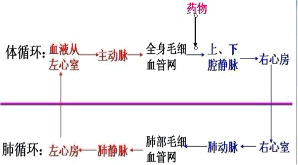 药物
体循环：血液从左心室 主动脉 全身毛细血管网 上、下腔静脉 右心房
肺循环：左心房 肺静脉 肺部毛细血管网 肺动脉 右心室